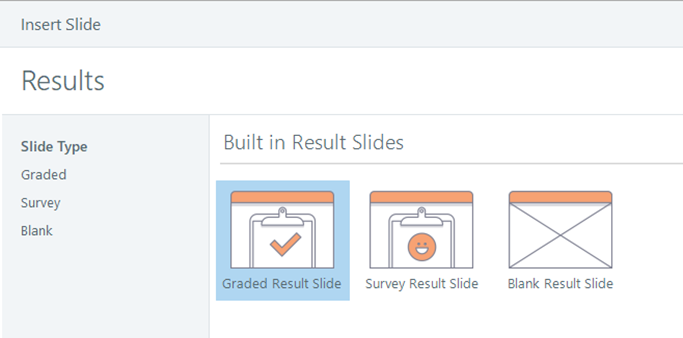 Insert Slide
Results
Slide Type
Graded
Survey
Blank
Built in Result Slides
Graded Result Slide
Survey Result Slide
Blank Result Slide